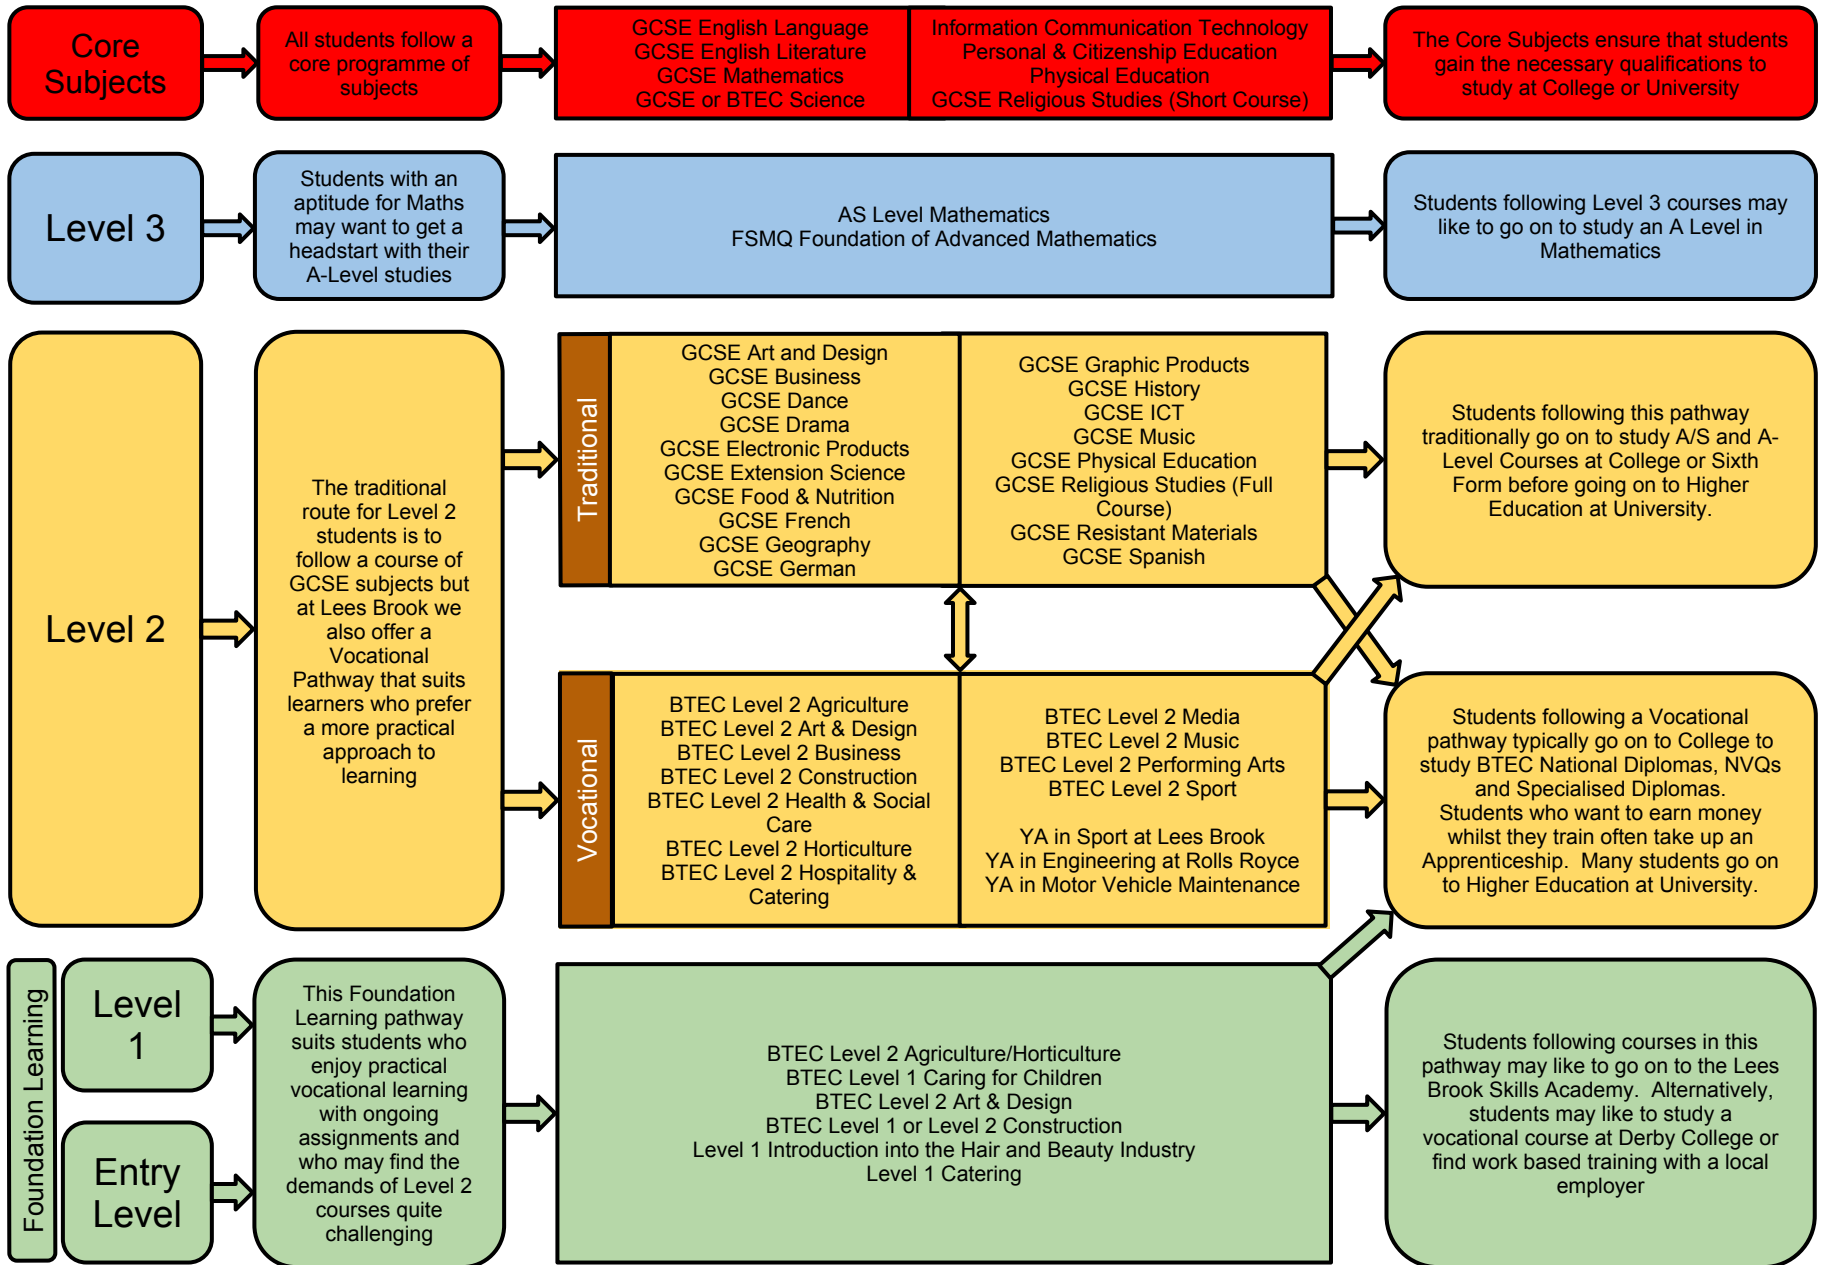 Core
Subjects
All students follow a
core programme of
subjects
GCSE English Language
GCSE English Literature
GCSE Mathematics
GCSE or BTEC Science
Information Communication Technology
Personal & Citizenship Education
Physical Education
GCSE Religious Studies (Short Course)
The Core Subjects ensure that students
gain the necessary qualifications to
study at College or University
Level 3
Students with an
aptitude for Maths
may want to get a
headstart with their
A-Level studies
AS Level Mathematics
FSMQ Foundation of Advanced Mathematics
Students following Level 3 courses may
like to go on to study an A Level in
Mathematics
Level 2
The traditional
route for Level 2
students is to
follow a course of
GCSE subjects but
at Lees Brook we
also offer a
Vocational
Pathway that suits
learners who prefer
a more practical
approach to
learning
Traditional
GCSE Art and Design
GCSE Business
GCSE Dance
GCSE Drama
GCSE Electronic Products
GCSE Extension Science
GCSE Food & Nutrition
GCSE French
GCSE Geography
GCSE German
GCSE Graphic Products
GCSE History
GCSE ICT
GCSE Music
GCSE Physical Education
GCSE Religious Studies (Full
Course)
GCSE Resistant Materials
GCSE Spanish
Students following this pathway
traditionally go on to study A/S and A-
Level Courses at College or Sixth
Form before going on to Higher
Education at University.
Vocational
BTEC Level 2 Agriculture
BTEC Level 2 Art & Design
BTEC Level 2 Business
BTEC Level 2 Construction
BTEC Level 2 Health & Social
Care
BTEC Level 2 Horticulture
BTEC Level 2 Hospitality &
Catering
BTEC Level 2 Media
BTEC Level 2 Music
BTEC Level 2 Performing Arts
BTEC Level 2 Sport
YA in Sport at Lees Brook
YA in Engineering at Rolls Royce
YA in Motor Vehicle Maintenance
Students following a Vocational
pathway typically go on to College to
study BTEC National Diplomas, NVQs
and Specialised Diplomas.
Students who want to earn money
whilst they train often take up an
Apprenticeship. Many students go on
to Higher Education at University.
Foundation Learning
Level
1
Entry
Level
This Foundation
Learning pathway
suits students who
enjoy practical
vocational learning
with ongoing
assignments and
who may find the
demands of Level 2
courses quite
challenging
BTEC Level 2 Agriculture/Horticulture
BTEC Level 1 Caring for Children
BTEC Level 2 Art & Design
BTEC Level 1 or Level 2 Construction
Level 1 Introduction into the Hair and Beauty Industry
Level 1 Catering
Students following courses in this
pathway may like to go on to the Lees
Brook Skills Academy. Alternatively,
students may like to study a
vocational course at Derby College or
find work based training with a local
employer